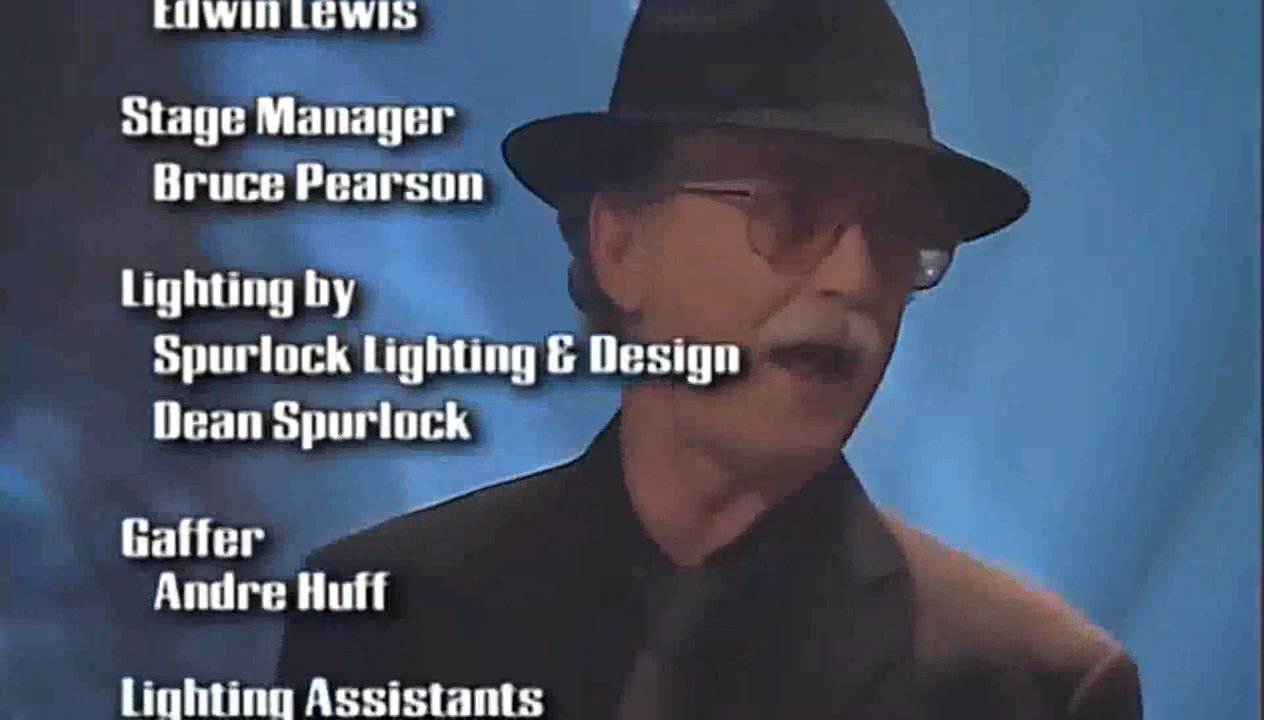 Edwin Lewis
Stage Manager
Bruce Pearson
Lighting by
Spurlock Lighting & Design
Dean Spurlock
Gaffer
Andre Huff
Lighting Assistants